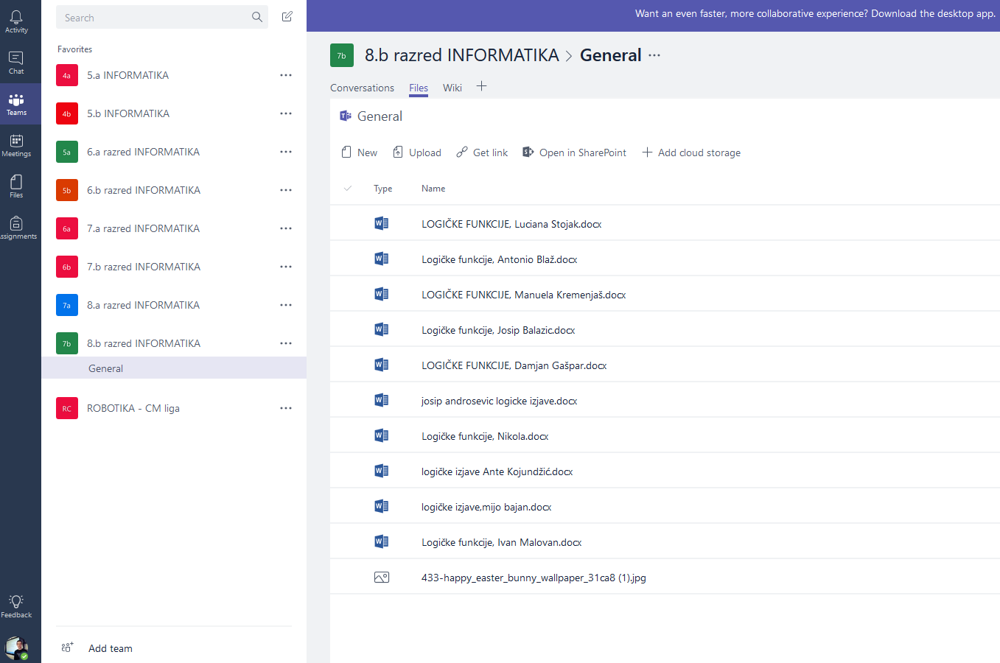 Activity
Chat
Teams
Meetings
Files
ssignments
Feedback
Search
Favorites
4a 5.a INFORMATIKA
4b 5.b INFORMATIKA
5a 6.a razred INFORMATIKA
5b 6.b razred INFORMATIKA
6a 7.a razred INFORMATIKA
6b 7.b razred INFORMATIKA
7a 8.a razred INFORMATIKA
7b 8.b razred INFORMATIKA
General
RC ROBOTIKA - CM liga
Add team
Want an even faster, more collaborative experience? Download the desktop app.
7b 8.b razred INFORMATIKA > General ···
Conversations Files Wiki +
General
New Upload Get link Open in SharePoint + Add cloud storage
Type Name
LOGIČKE FUNKCIJE, Luciana Stojak.docx
Logičke funkcije, Antonio Blaž.docx
LOGIČKE FUNKCIJE, Manuela Kremenjaš.docx
Logičke funkcije, Josip Balazic.docx
LOGIČKE FUNKCIJE, Damjan Gašpar.docx
josip androsevic logicke izjave.docx
Logičke funkcije, Nikola.docx
logičke izjave Ante Kojundžić.docx
logičke izjave,mijo bajan.docx
Logičke funkcije, Ivan Malovan.docx
433-happy_easter_bunny_wallpaper_31ca8 (1).jpg